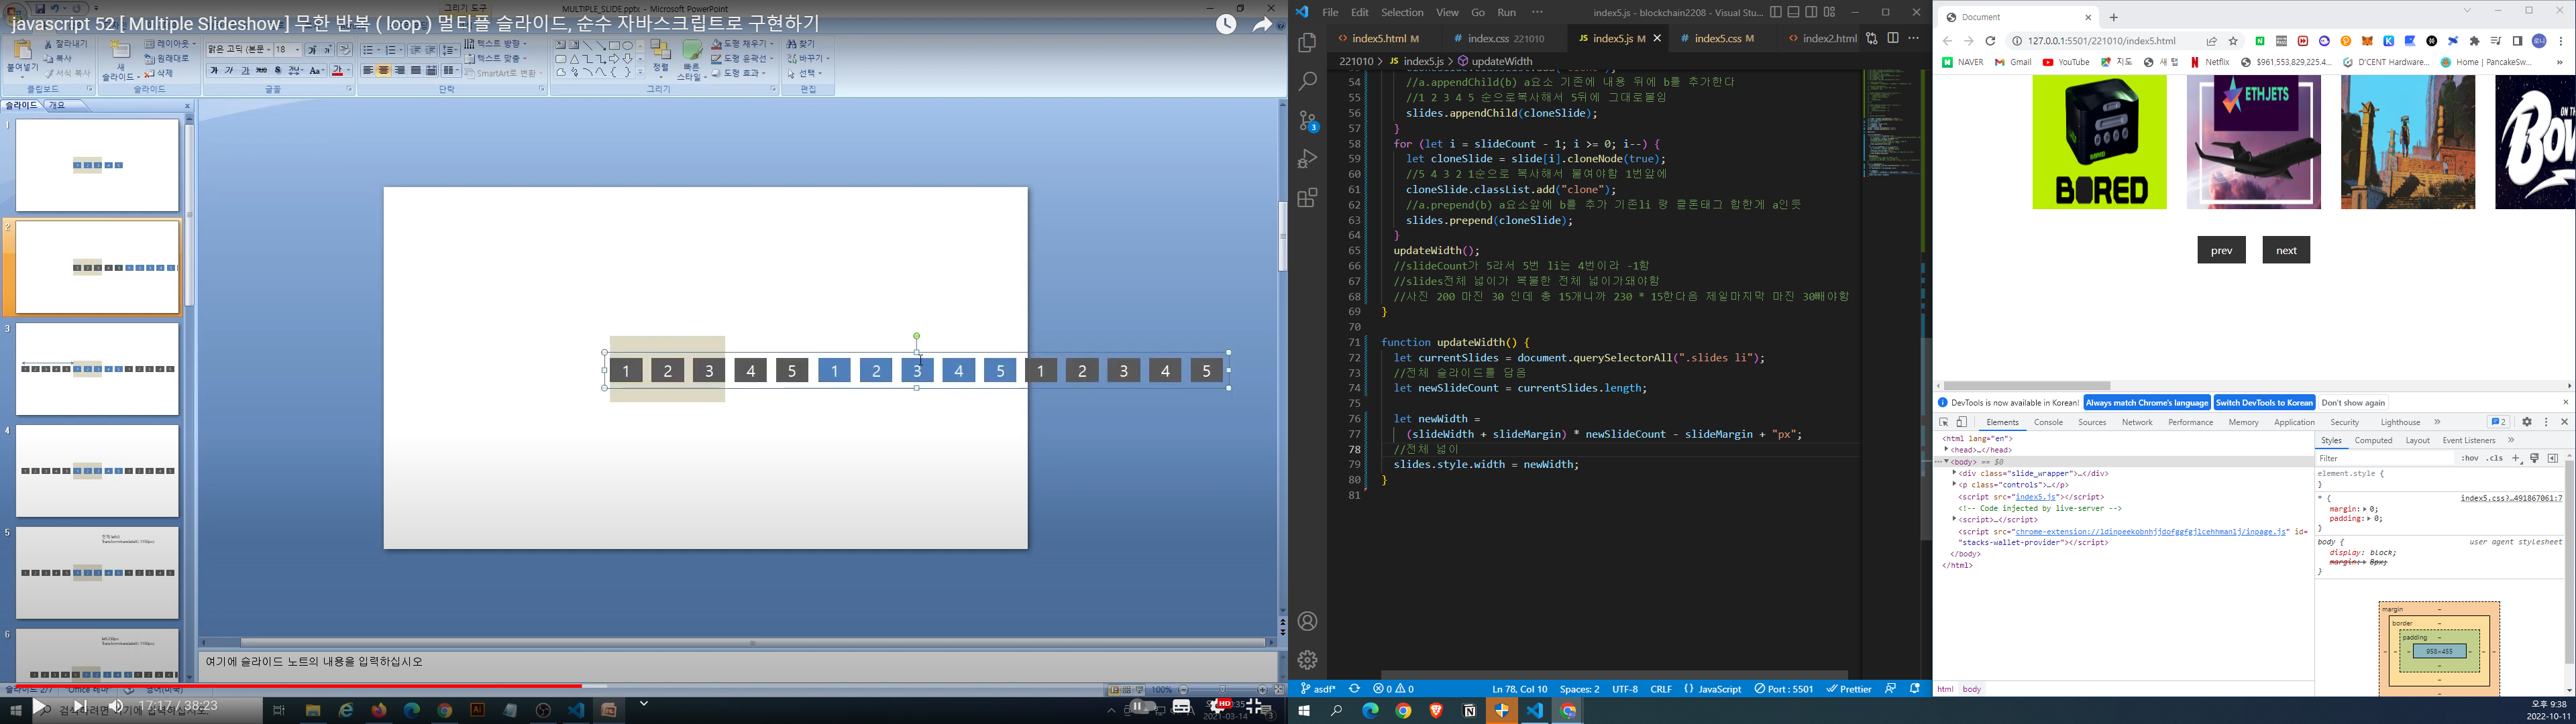 javascript 52 [ Multiple Slideshow ] 무한 반복 ( loop ) 멀티플 슬라이드, 순수 자바스크립트로 구현하기
MULTIPLE_SLIDE.pptx - Microsoft PowerPoint
그리기 도구
붙여넣기
잘라내기
복사
서식 복사
클립보드
새 슬라이드
레이아웃
원래대로
삭제
슬라이드
맑은 고딕 (본문
18
글꼴
텍스트 방향
텍스트 맞춤
SmartArt로 변환
단락
정렬
빠른 스타일
도형 채우기
도형 윤곽선
도형 효과
그리기
찾기
바꾸기
선택
편집
슬라이드
개요
1
2
3
4
5
6
1 2 3 4 5 1 2 3 4 5 1 2 3 4 5
여기에 슬라이드 노트의 내용을 입력하십시오
슬라이드 2/7
Office 테마
영어(미국)
100%
17:17 / 38:23
HD
2021-03-14
File Edit Selection View Go Run ···
index5.js - blockchain2208 - Visual Stu...
index5.html M
index.css 221010
index5.js M
index5.css M
index2.html
221010 > JS index5.js > updateWidth
3
54 //a.appendChild(b) a요소 기존에 내용 뒤에 b를 추가한다
55 //1 2 3 4 5 순으로복사해서 5뒤에 그대로붙임
56 slides.appendChild(cloneSlide);
57 }
58 for (let i = slideCount - 1; i >= 0; i--) {
59 let cloneSlide = slide[i].cloneNode(true);
60 //5 4 3 2 1순으로 복사해서 붙여야함 1번앞에
61 cloneSlide.classList.add("clone");
62 //a.prepend(b) a요소앞에 b를 추가 기존li 랑 클론태그 합한게 a인듯
63 slides.prepend(cloneSlide);
64 }
65 updateWidth();
66 //slideCount가 5라서 5번 li는 4번이라 -1함
67 //slides전체 넓이가 복붙한 전체 넓이가돼야함
68 //사진 200 마진 30 인데 총 15개니까 230 * 15한다음 제일마지막 마진 30빼야함
69 }
70
71 function updateWidth() {
72 let currentSlides = document.querySelectorAll(".slides li");
73 //전체 슬라이드를 담음
74 let newSlideCount = currentSlides.length;
75
76 let newWidth =
77 (slideWidth + slideMargin) * newSlideCount - slideMargin + "px";
78 //전체 넓이
79 slides.style.width = newWidth;
80 }
81
asdf*
0 0
Ln 78, Col 10
Spaces: 2
UTF-8
CRLF
{} JavaScript
Port : 5501
Prettier
Document
127.0.0.1:5501/221010/index5.html
NAVER
Gmail
YouTube
지도
새 탭
Netflix
$961,553,829,225.4...
D'CENT Hardware...
Home | PancakeSw...
BORED
ETHJETS
ON TH
prev
next
DevTools is now available in Korean!
Always match Chrome's language
Switch DevTools to Korean
Don't show again
Elements Console Sources Network Performance Memory Application Security Lighthouse
2
<html lang="en">
<head>…</head>
<body> == $0
<div class="slide_wrapper">…</div>
<p class="controls">…</p>
<script src="index5.js"></script>
<!-- Code injected by live-server -->
<script>…</script>
<script src="chrome-extension://ldinpeekobnhjjdofggfgjlcehhmanlj/inpage.js" id=
"stacks-wallet-provider"></script>
</body>
</html>
html body
Styles Computed Layout Event Listeners
Filter
:hov .cls
element.style {
}
* {
index5.css?…491867061:7
margin: 0;
padding: 0;
}
body {
user agent stylesheet
display: block;
margin: 8px;
}
margin
border
padding
958×455
오후 9:38
2022-10-11